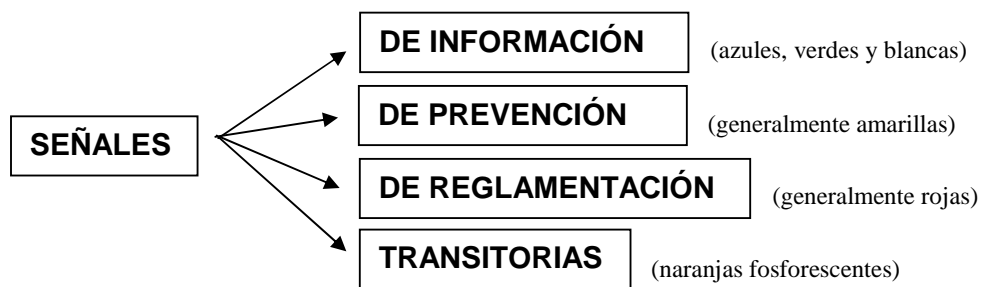 SEÑALES
DE INFORMACIÓN (azules, verdes y blancas)
DE PREVENCIÓN (generalmente amarillas)
DE REGLAMENTACIÓN (generalmente rojas)
TRANSITORIAS (naranjas fosforescentes)